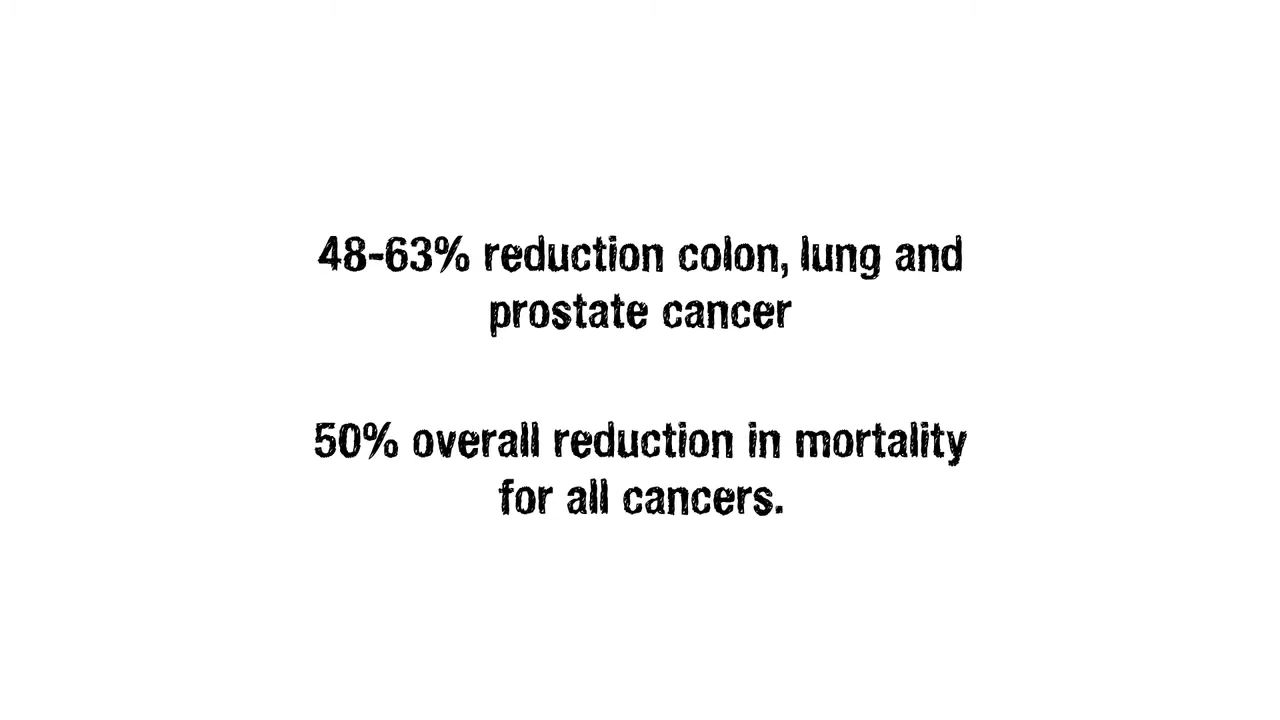 48-63% reduction colon, lung and
prostate cancer
50% overall reduction in mortality
for all cancers.